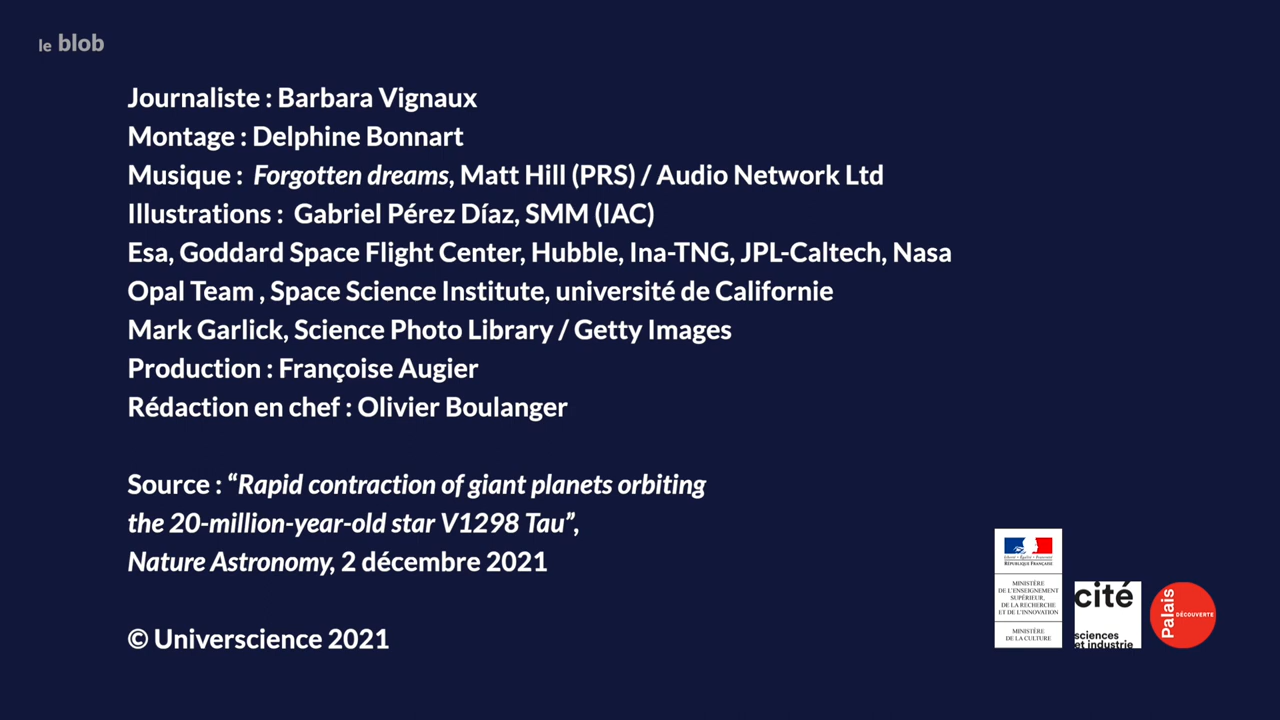 le blob
Journaliste : Barbara Vignaux
Montage : Delphine Bonnart
Musique : Forgotten dreams, Matt Hill (PRS) / Audio Network Ltd
Illustrations : Gabriel Pérez Díaz, SMM (IAC)
Esa, Goddard Space Flight Center, Hubble, Ina-TNG, JPL-Caltech, Nasa
Opal Team , Space Science Institute, université de Californie
Mark Garlick, Science Photo Library / Getty Images
Production : Françoise Augier
Rédaction en chef : Olivier Boulanger
Source : “Rapid contraction of giant planets orbiting
the 20-million-year-old star V1298 Tau”,
Nature Astronomy, 2 décembre 2021
© Universcience 2021
Liberté • Égalité • Fraternité
RÉPUBLIQUE FRANÇAISE
MINISTÈRE
DE L'ENSEIGNEMENT
SUPÉRIEUR,
DE LA RECHERCHE
ET DE L'INNOVATION
MINISTÈRE
DE LA CULTURE
cité
sciences
et industrie
Palais
DÉCOUVERTE